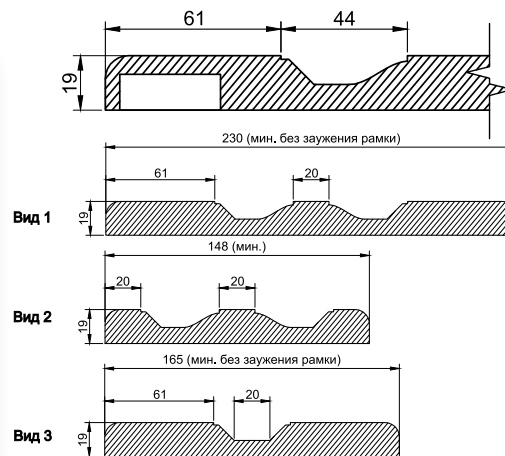 61 44
19
230 (мин. без заужения рамки)
61 20
Вид 1 19
148 (мин.)
20 20
Вид 2 19
165 (мин. без заужения рамки)
61 20
Вид 3 19